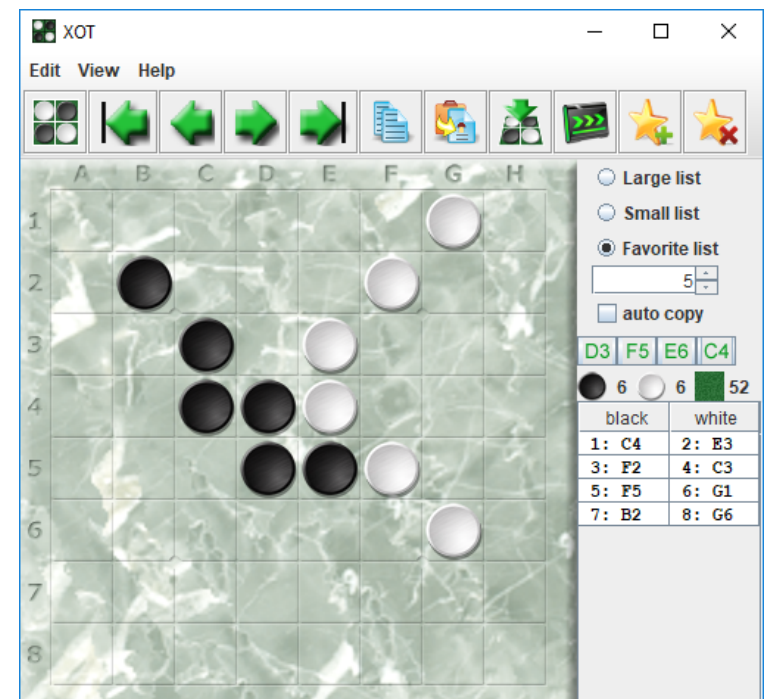 XOT
Edit View Help
A B C D E F G H
1
2
3
4
5
6
7
8
Large list
Small list
Favorite list
5
auto copy
D3 F5 E6 C4
6 6 52
black white
1: C4 2: E3
3: F2 4: C3
5: F5 6: G1
7: B2 8: G6